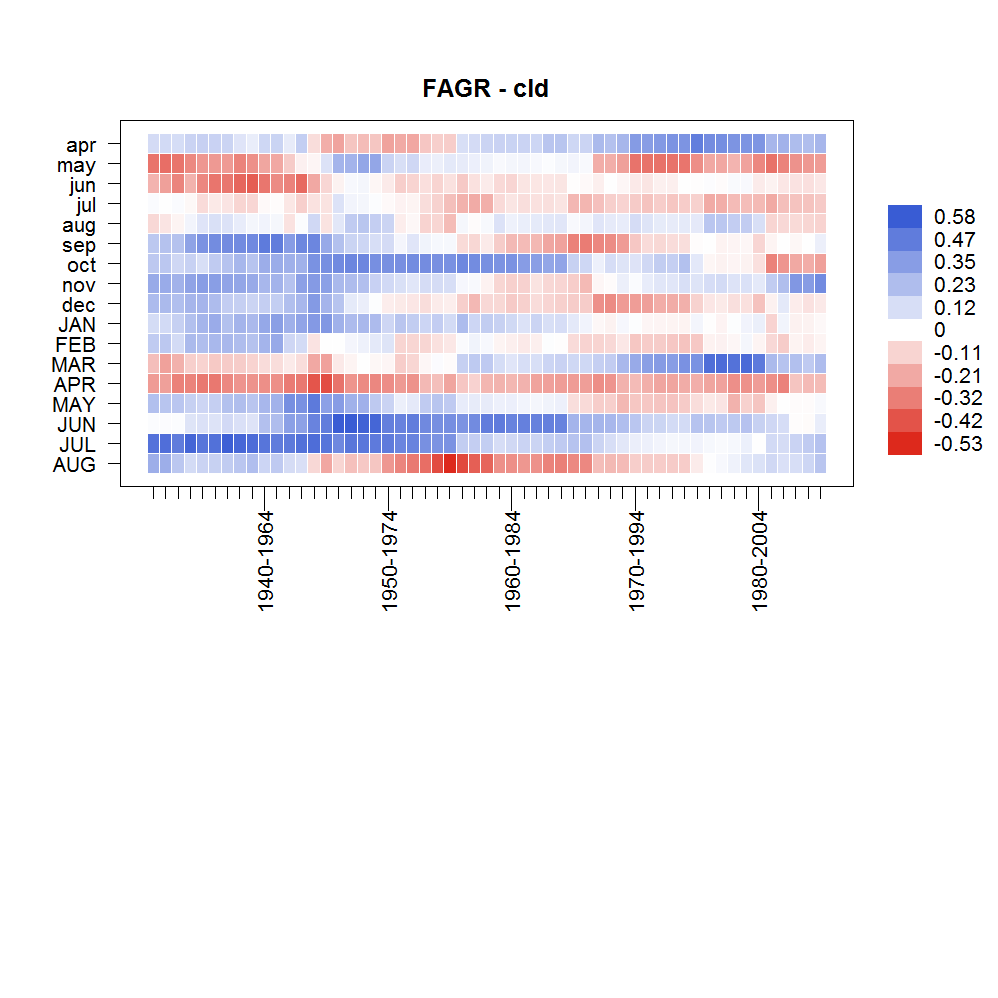 FAGR - cld
apr
may
jun
jul
aug
sep
oct
nov
dec
JAN
FEB
MAR
APR
MAY
JUN
JUL
AUG
1940-1964
1950-1974
1960-1984
1970-1994
1980-2004
0.58
0.47
0.35
0.23
0.12
0
-0.11
-0.21
-0.32
-0.42
-0.53